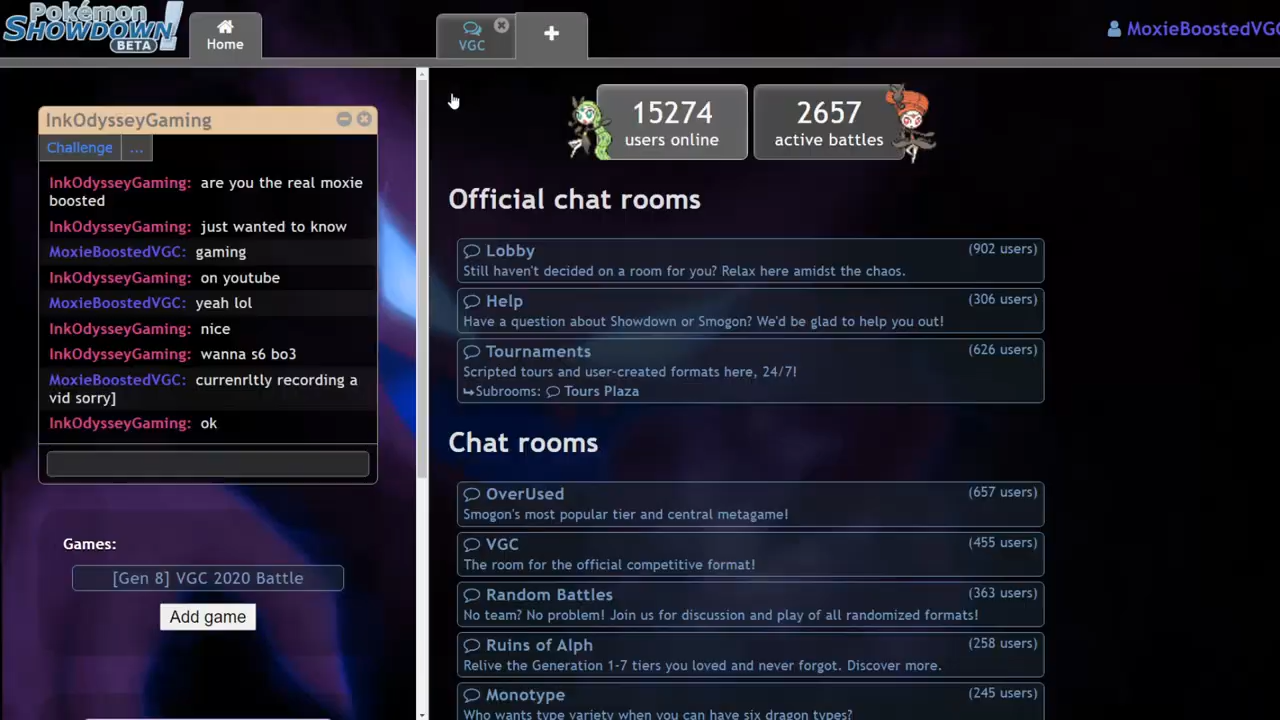 Pokémon
SHOWDOWN!
BETA
Home
VGC
MoxieBoostedVGC
InkOdysseyGaming
Challenge
...
InkOdysseyGaming: are you the real moxie
boosted
InkOdysseyGaming: just wanted to know
MoxieBoostedVGC: gaming
InkOdysseyGaming: on youtube
MoxieBoostedVGC: yeah lol
InkOdysseyGaming: nice
InkOdysseyGaming: wanna s6 bo3
MoxieBoostedVGC: currenrltly recording a
vid sorry]
InkOdysseyGaming: ok
Games:
[Gen 8] VGC 2020 Battle
Add game
15274
users online
2657
active battles
Official chat rooms
Lobby (902 users)
Still haven't decided on a room for you? Relax here amidst the chaos.
Help (306 users)
Have a question about Showdown or Smogon? We'd be glad to help you out!
Tournaments (626 users)
Scripted tours and user-created formats here, 24/7!
↳Subrooms: Tours Plaza
Chat rooms
OverUsed (657 users)
Smogon's most popular tier and central metagame!
VGC (455 users)
The room for the official competitive format!
Random Battles (363 users)
No team? No problem! Join us for discussion and play of all randomized formats!
Ruins of Alph (258 users)
Relive the Generation 1-7 tiers you loved and never forgot. Discover more.
Monotype (245 users)
Who wants type variety when you can have six dragon types?